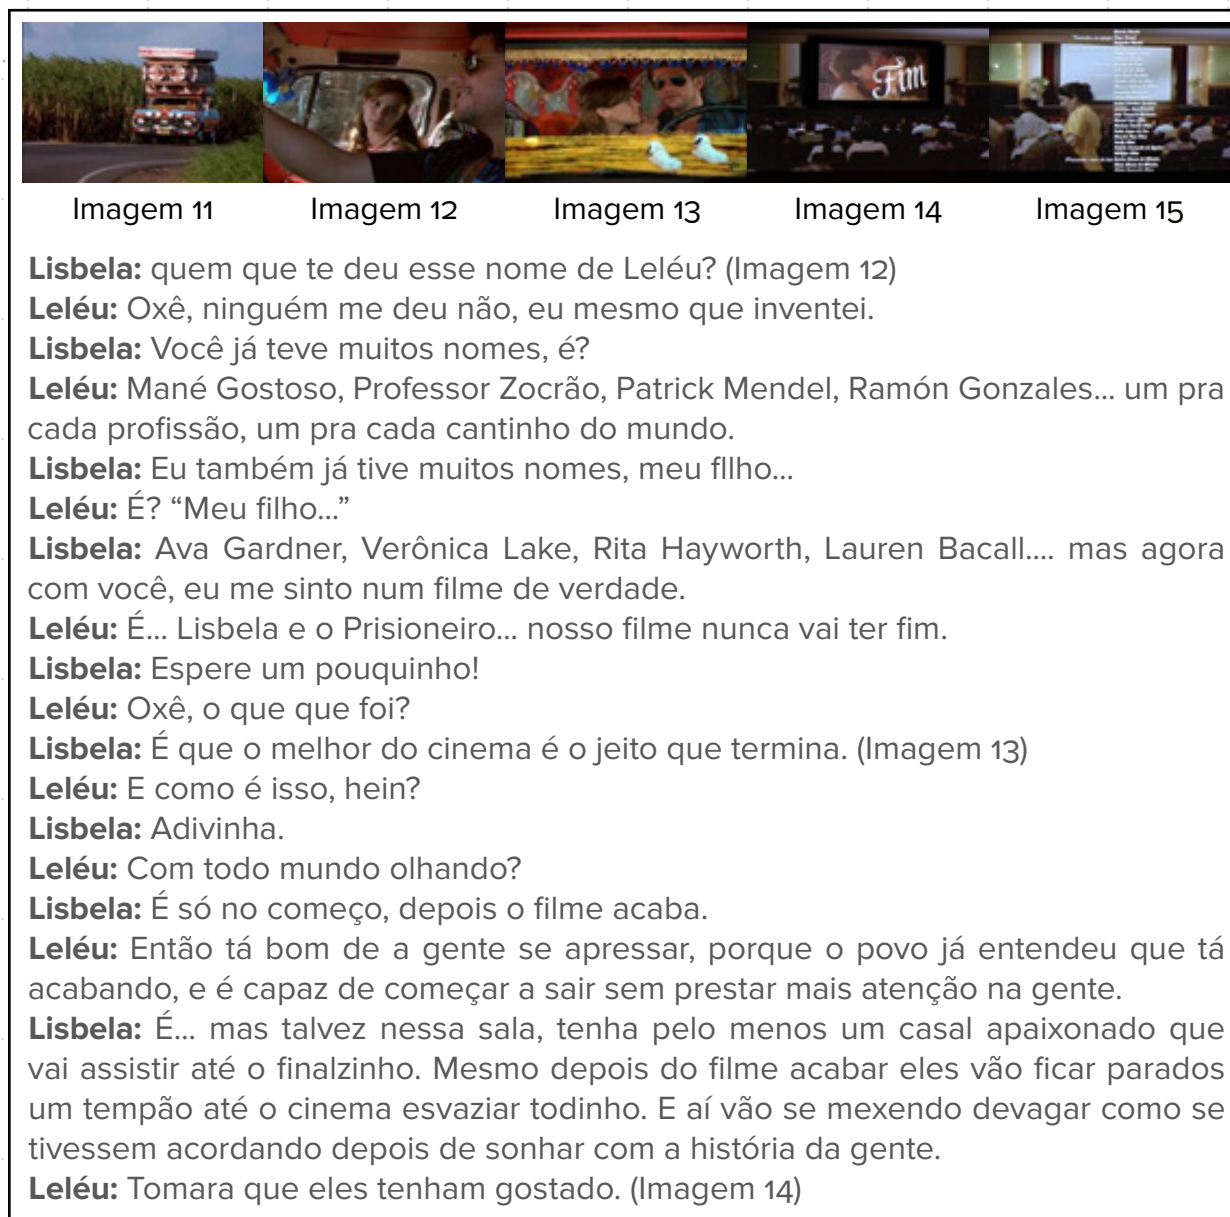 Fim
Imagem 11
Imagem 12
Imagem 13
Imagem 14
Imagem 15
Lisbela: quem que te deu esse nome de Leléu? (Imagem 12)
Leléu: Oxê, ninguém me deu não, eu mesmo que inventei.
Lisbela: Você já teve muitos nomes, é?
Leléu: Mané Gostoso, Professor Zocrão, Patrick Mendel, Ramón Gonzales... um pra
cada profissão, um pra cada cantinho do mundo.
Lisbela: Eu também já tive muitos nomes, meu fllho...
Leléu: É? “Meu filho...”
Lisbela: Ava Gardner, Verônica Lake, Rita Hayworth, Lauren Bacall.... mas agora
com você, eu me sinto num filme de verdade.
Leléu: É... Lisbela e o Prisioneiro... nosso filme nunca vai ter fim.
Lisbela: Espere um pouquinho!
Leléu: Oxê, o que que foi?
Lisbela: É que o melhor do cinema é o jeito que termina. (Imagem 13)
Leléu: E como é isso, hein?
Lisbela: Adivinha.
Leléu: Com todo mundo olhando?
Lisbela: É só no começo, depois o filme acaba.
Leléu: Então tá bom de a gente se apressar, porque o povo já entendeu que tá
acabando, e é capaz de começar a sair sem prestar mais atenção na gente.
Lisbela: É... mas talvez nessa sala, tenha pelo menos um casal apaixonado que
vai assistir até o finalzinho. Mesmo depois do filme acabar eles vão ficar parados
um tempão até o cinema esvaziar todinho. E aí vão se mexendo devagar como se
tivessem acordando depois de sonhar com a história da gente.
Leléu: Tomara que eles tenham gostado. (Imagem 14)